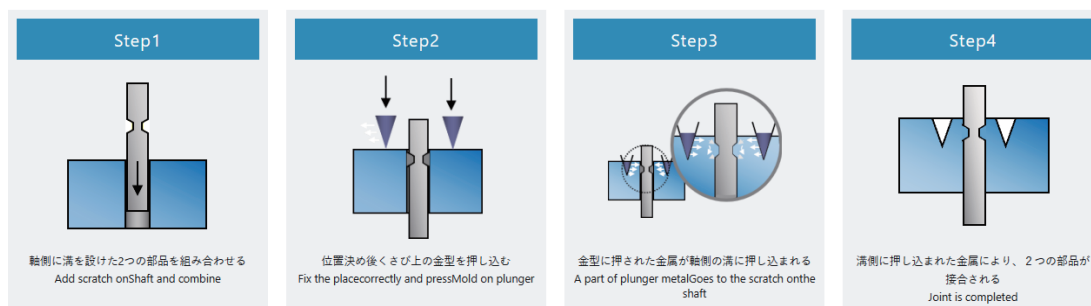 Step1
軸側に溝を設けた2つの部品を組み合わせる
Add scratch onShaft and combine
Step2
位置決め後くさび上の金型を押し込む
Fix the placecorrectly and pressMold on plunger
Step3
金型に押された金属が軸側の溝に押し込まれる
A part of plunger metalGoes to the scratch onthe
shaft
Step4
溝側に押し込まれた金属により、２つの部品が
接合される
Joint is completed